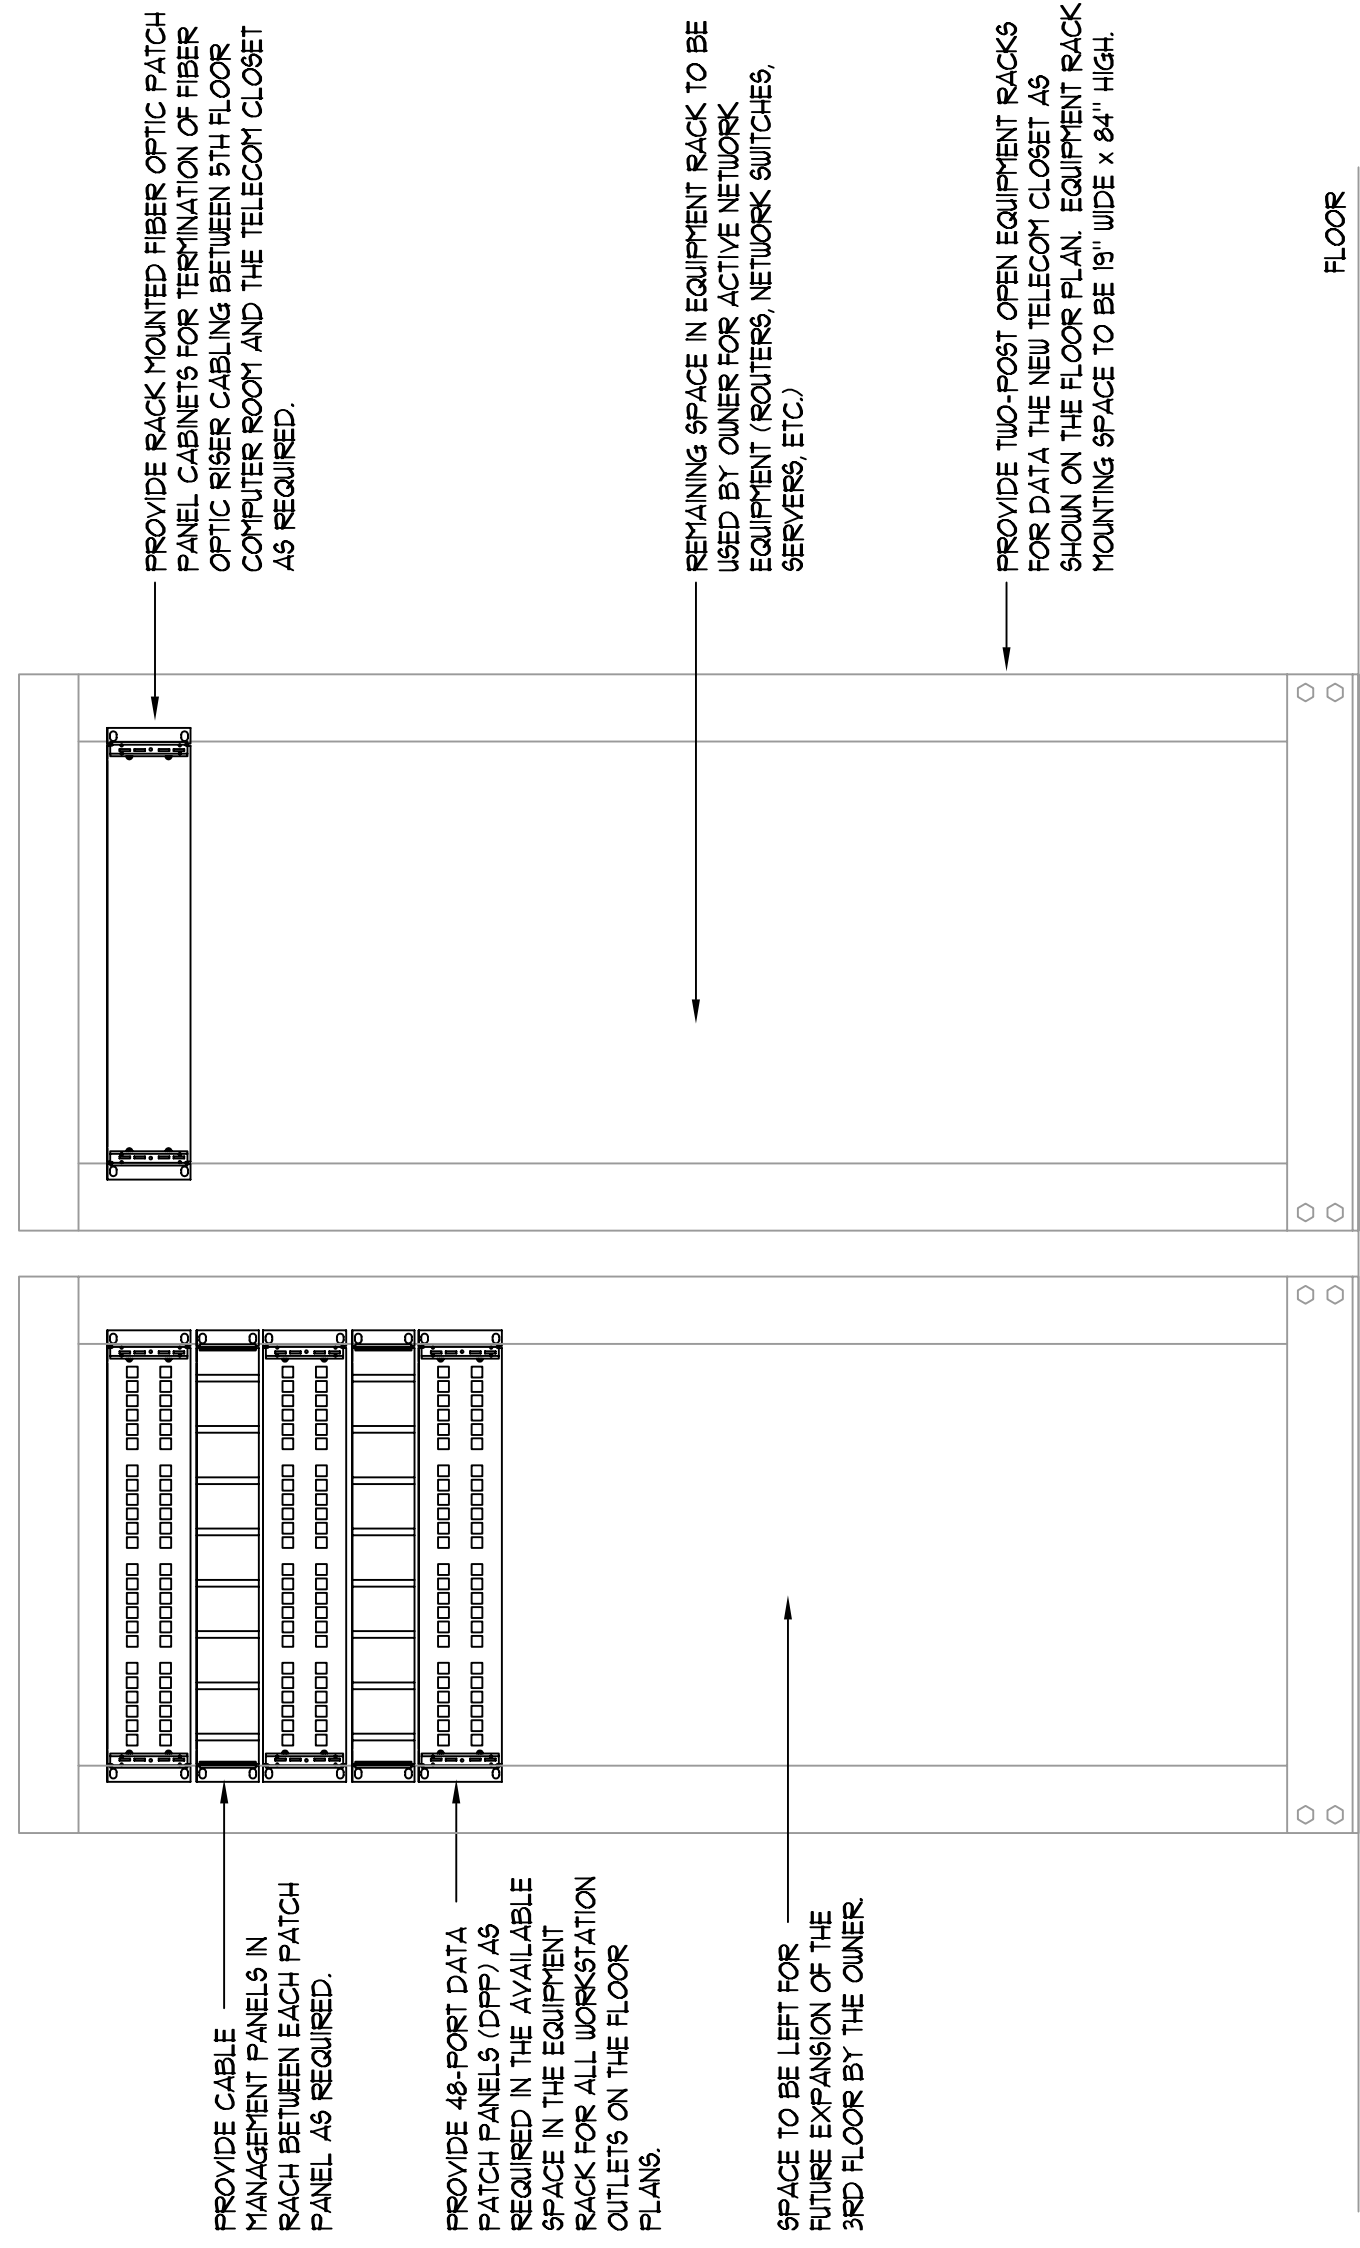 PROVIDE CABLE
MANAGEMENT PANELS IN
RACH BETWEEN EACH PATCH
PANEL AS REQUIRED.
PROVIDE 48-PORT DATA
PATCH PANELS (DPP) AS
REQUIRED IN THE AVAILABLE
SPACE IN THE EQUIPMENT
RACK FOR ALL WORKSTATION
OUTLETS ON THE FLOOR
PLANS.
SPACE TO BE LEFT FOR
FUTURE EXPANSION OF THE
3RD FLOOR BY THE OWNER.
PROVIDE RACK MOUNTED FIBER OPTIC PATCH
PANEL CABINETS FOR TERMINATION OF FIBER
OPTIC RISER CABLING BETWEEN 5TH FLOOR
COMPUTER ROOM AND THE TELECOM CLOSET
AS REQUIRED.
REMAINING SPACE IN EQUIPMENT RACK TO BE
USED BY OWNER FOR ACTIVE NETWORK
EQUIPMENT (ROUTERS, NETWORK SWITCHES,
SERVERS, ETC.)
PROVIDE TWO-POST OPEN EQUIPMENT RACKS
FOR DATA THE NEW TELECOM CLOSET AS
SHOWN ON THE FLOOR PLAN.  EQUIPMENT RACK
MOUNTING SPACE TO BE 19" WIDE x 84" HIGH.
FLOOR